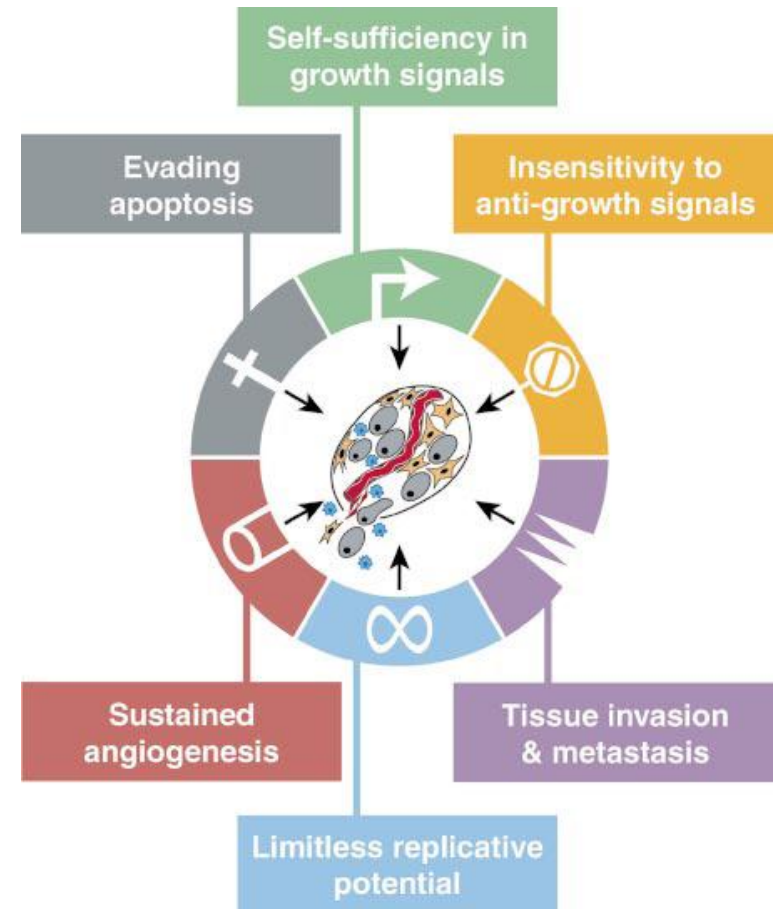 Self-sufficiency in
growth signals
Evading
apoptosis
Insensitivity to
anti-growth signals
Sustained
angiogenesis
Tissue invasion
& metastasis
Limitless replicative
potential